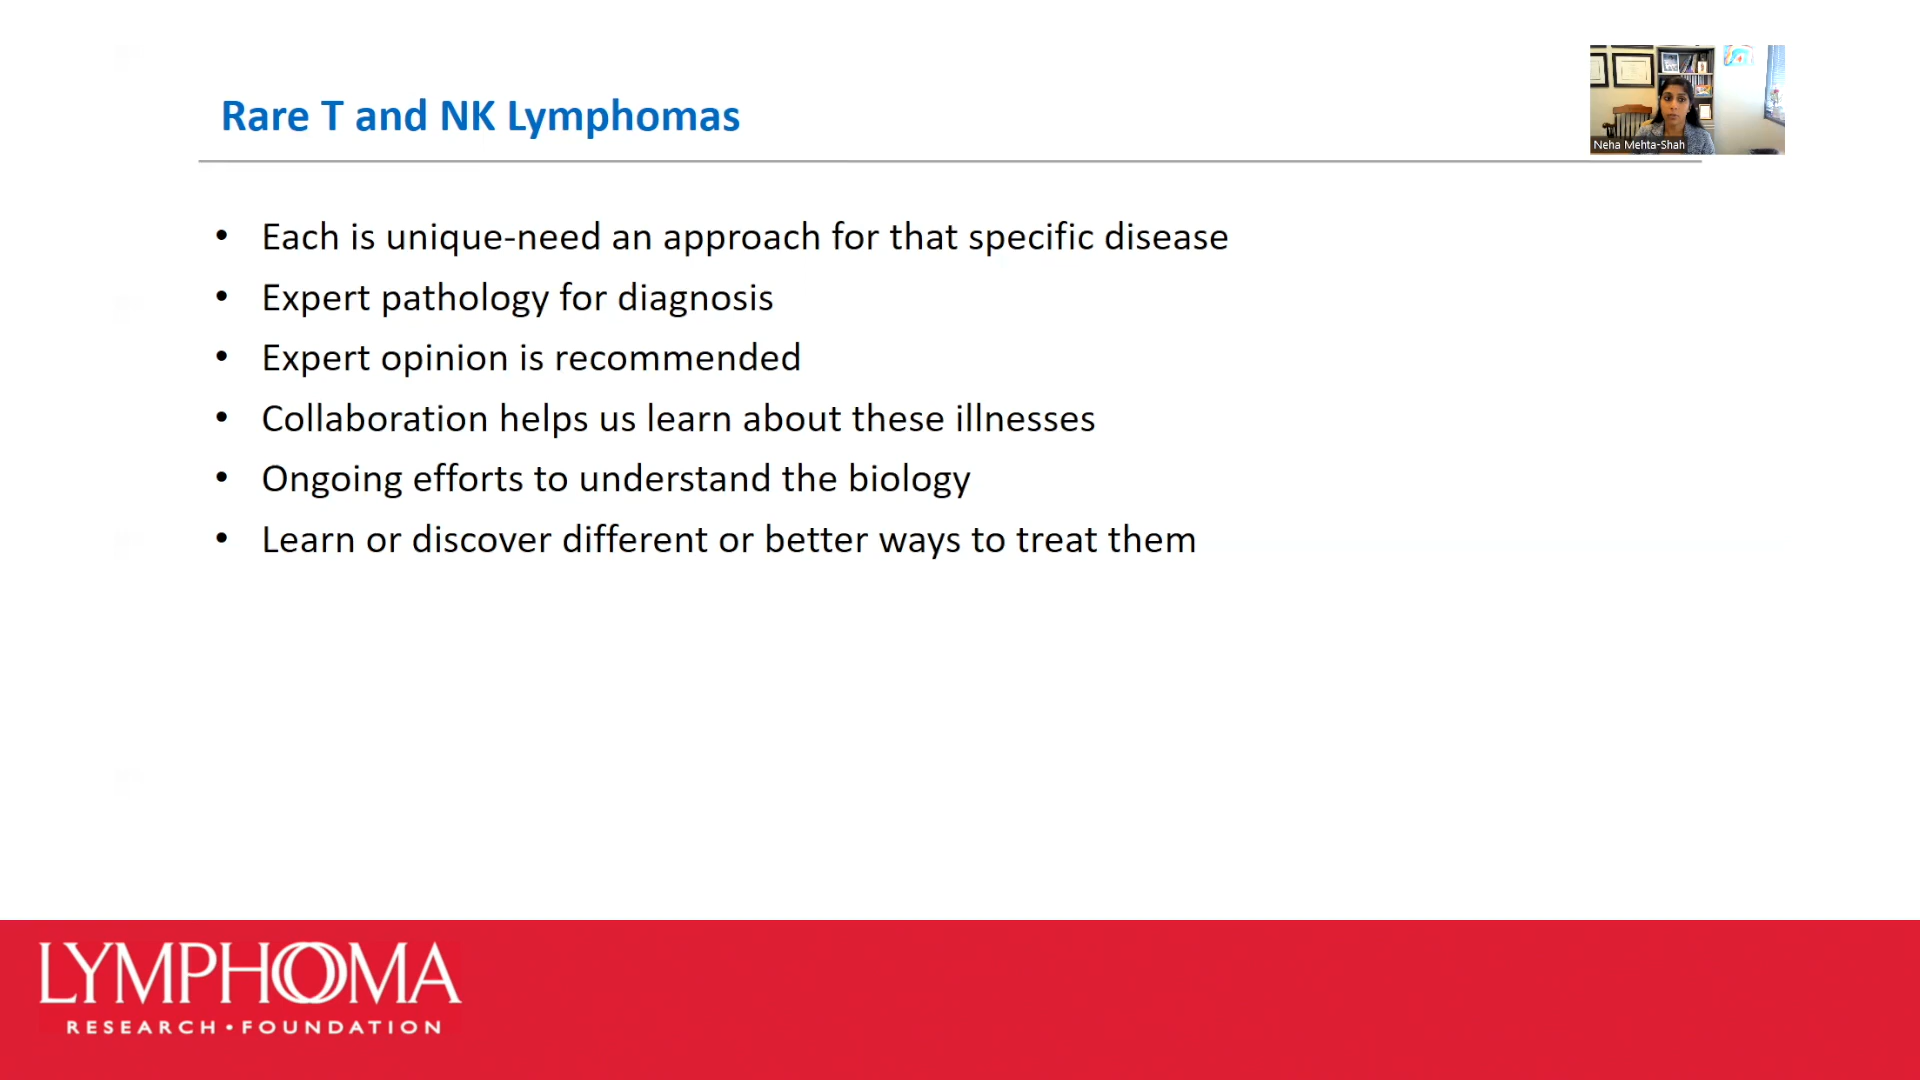 Rare T and NK Lymphomas
Neha Mehta-Shah
• Each is unique-need an approach for that specific disease
• Expert pathology for diagnosis
• Expert opinion is recommended
• Collaboration helps us learn about these illnesses
• Ongoing efforts to understand the biology
• Learn or discover different or better ways to treat them
LYMPHOMA
RESEARCH • FOUNDATION